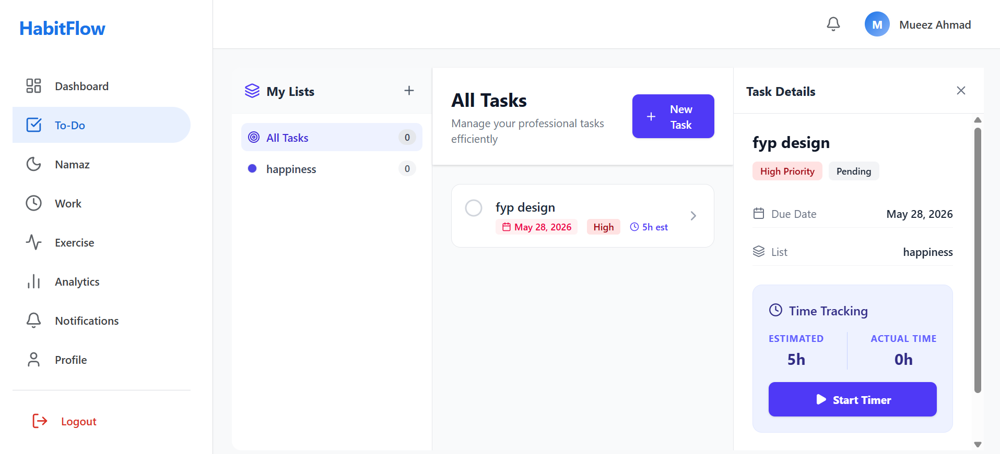 HabitFlow
Dashboard
To-Do
Namaz
Work
Exercise
Analytics
Notifications
Profile
Logout
M
Mueez Ahmad
My Lists
All Tasks
0
happiness
0
All Tasks
Manage your professional tasks
efficiently
New
Task
fyp design
May 28, 2026
High
5h est
Task Details
fyp design
High Priority
Pending
Due Date
May 28, 2026
List
happiness
Time Tracking
ESTIMATED
5h
ACTUAL TIME
0h
Start Timer